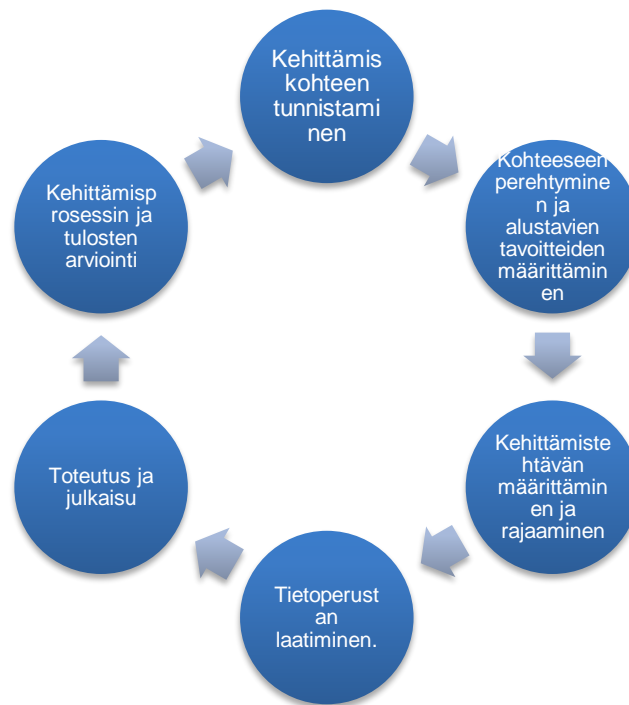 Kehittämis
kohteen
tunnistami
nen
Kohteeseen
perehtymine
n ja
alustavien
tavoitteiden
määrittämin
en
Kehittämiste
htävän
määrittämin
en ja
rajaaminen
Tietoperust
an
laatiminen.
Toteutus ja
julkaisu
Kehittämisp
rosessin ja
tulosten
arviointi